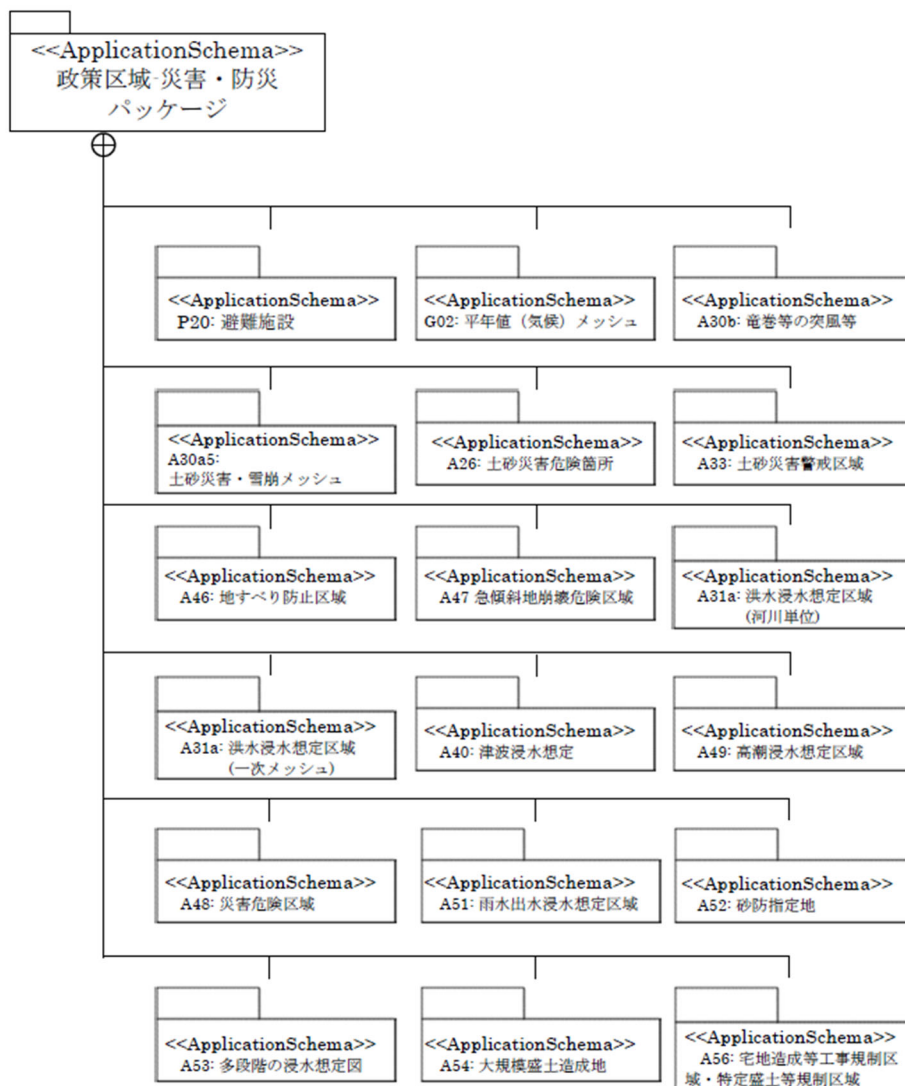 <<ApplicationSchema>>
政策区域-災害・防災
パッケージ
<<ApplicationSchema>>
P20: 避難施設
<<ApplicationSchema>>
G02: 平年値（気候）メッシュ
<<ApplicationSchema>>
A30b: 竜巻等の突風等
<<ApplicationSchema>>
A30a5:
土砂災害・雪崩メッシュ
<<ApplicationSchema>>
A26: 土砂災害危険箇所
<<ApplicationSchema>>
A33: 土砂災害警戒区域
<<ApplicationSchema>>
A46: 地すべり防止区域
<<ApplicationSchema>>
A47 急傾斜地崩壊危険区域
<<ApplicationSchema>>
A31a: 洪水浸水想定区域
(河川単位)
<<ApplicationSchema>>
A31a: 洪水浸水想定区域
(一次メッシュ)
<<ApplicationSchema>>
A40: 津波浸水想定
<<ApplicationSchema>>
A49: 高潮浸水想定区域
<<ApplicationSchema>>
A48: 災害危険区域
<<ApplicationSchema>>
A51: 雨水出水浸水想定区域
<<ApplicationSchema>>
A52: 砂防指定地
<<ApplicationSchema>>
A53: 多段階の浸水想定図
<<ApplicationSchema>>
A54: 大規模盛土造成地
<<ApplicationSchema>>
A56: 宅地造成等工事規制区
域・特定盛土等規制区域